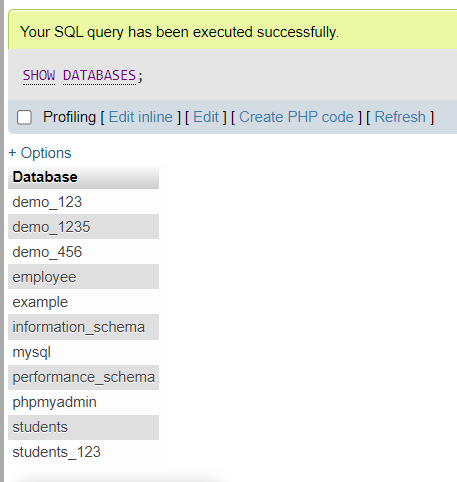 Your SQL query has been executed successfully.
SHOW DATABASES;
Profiling [ Edit inline ] [ Edit ] [ Create PHP code ] [ Refresh ]
+ Options
Database
demo_123
demo_1235
demo_456
employee
example
information_schema
mysql
performance_schema
phpmyadmin
students
students_123